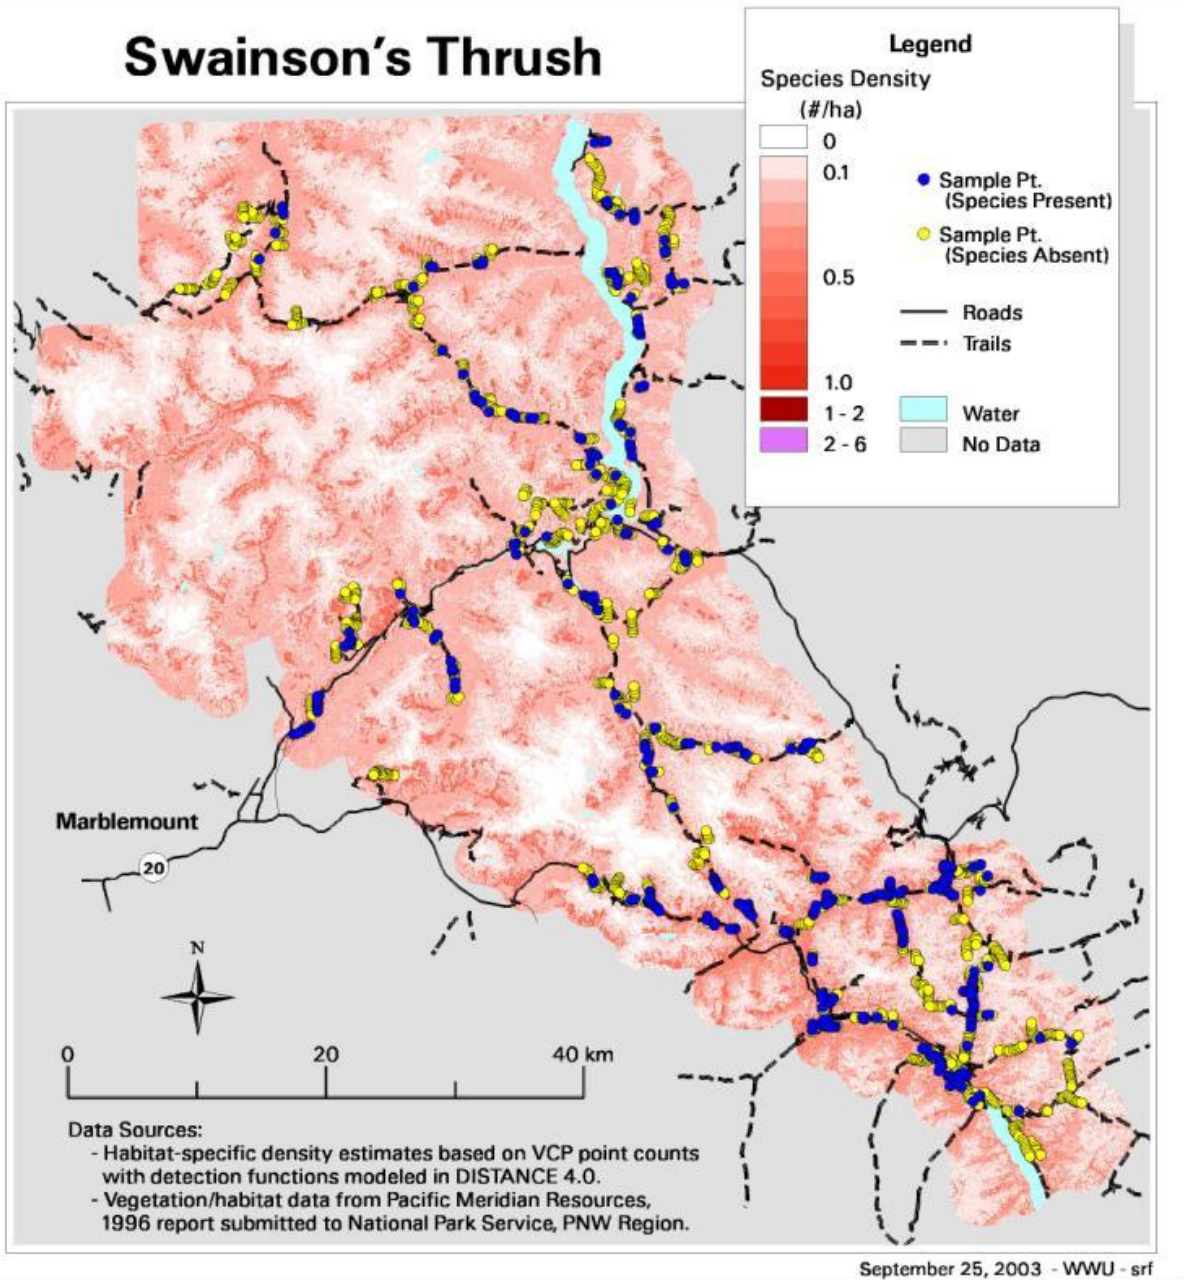 Swainson's Thrush
Legend
Species Density
(#/ha)
0
0.1
0.5
1.0
1 - 2
2 - 6
Sample Pt.
(Species Present)
Sample Pt.
(Species Absent)
Roads
Trails
Water
No Data
Marblemount
20
N
0 20 40 km
Data Sources:
- Habitat-specific density estimates based on VCP point counts
with detection functions modeled in DISTANCE 4.0.
- Vegetation/habitat data from Pacific Meridian Resources,
1996 report submitted to National Park Service, PNW Region.
September 25, 2003 - WWU - srf